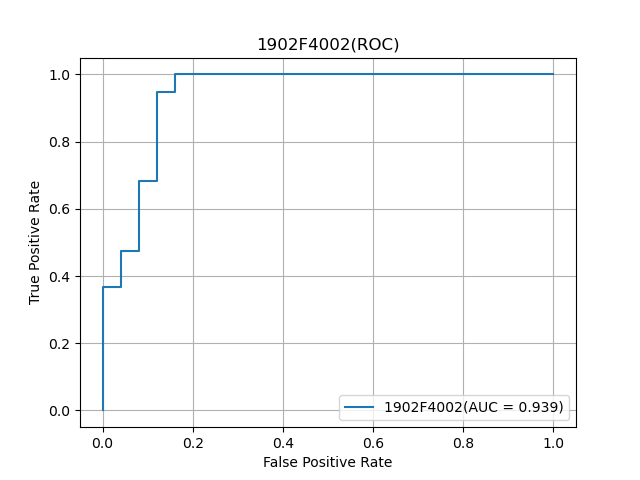 1902F4002(ROC)
True Positive Rate
1.0
0.8
0.6
0.4
0.2
0.0
1902F4002(AUC = 0.939)
0.0 0.2 0.4 0.6 0.8 1.0
False Positive Rate